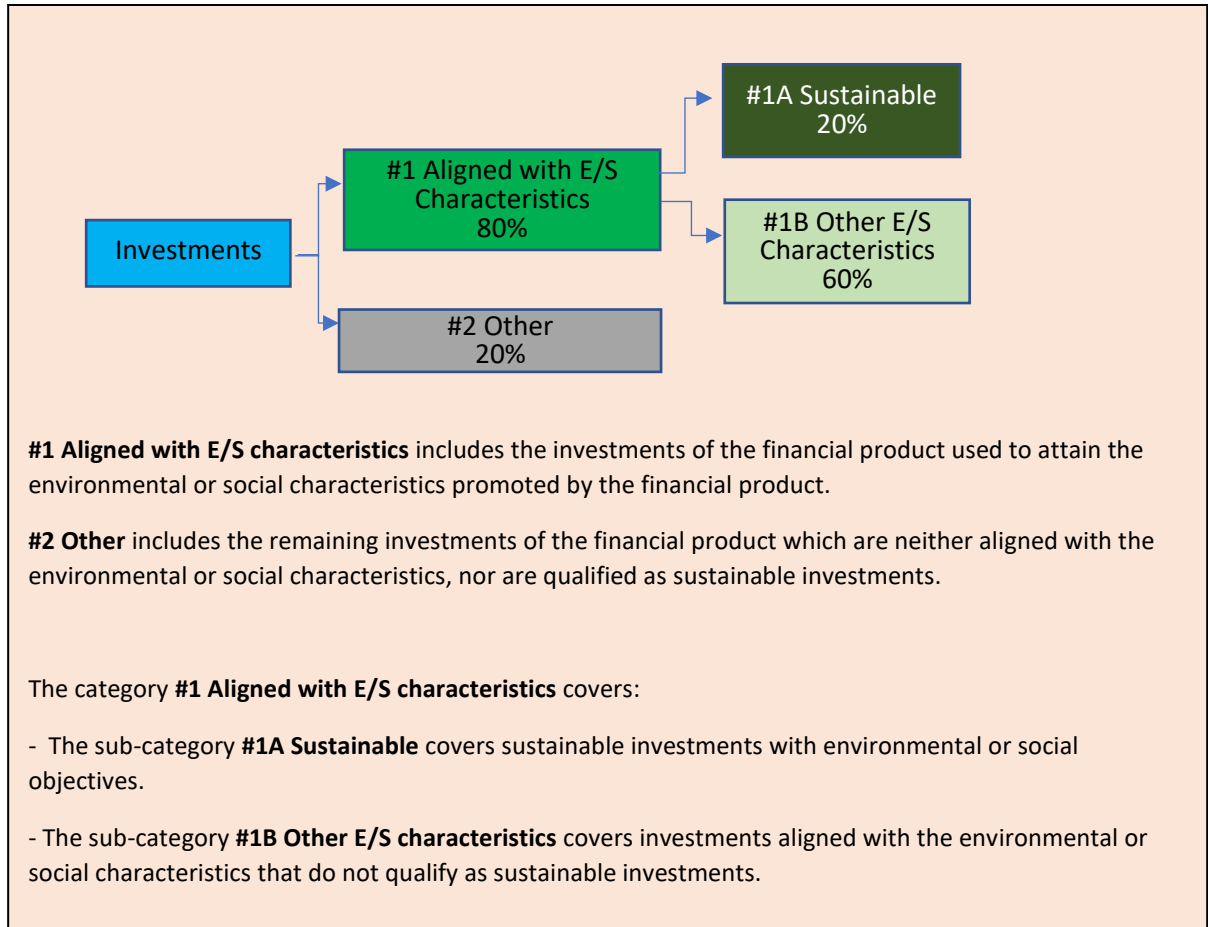 #1A Sustainable
20%
#1 Aligned with E/S
Characteristics
80%
#1B Other E/S
Characteristics
60%
Investments
#2 Other
20%
#1 Aligned with E/S characteristics includes the investments of the financial product used to attain the
environmental or social characteristics promoted by the financial product.
#2 Other includes the remaining investments of the financial product which are neither aligned with the
environmental or social characteristics, nor are qualified as sustainable investments.
The category #1 Aligned with E/S characteristics covers:
- The sub-category #1A Sustainable covers sustainable investments with environmental or social
objectives.
- The sub-category #1B Other E/S characteristics covers investments aligned with the environmental or
social characteristics that do not qualify as sustainable investments.